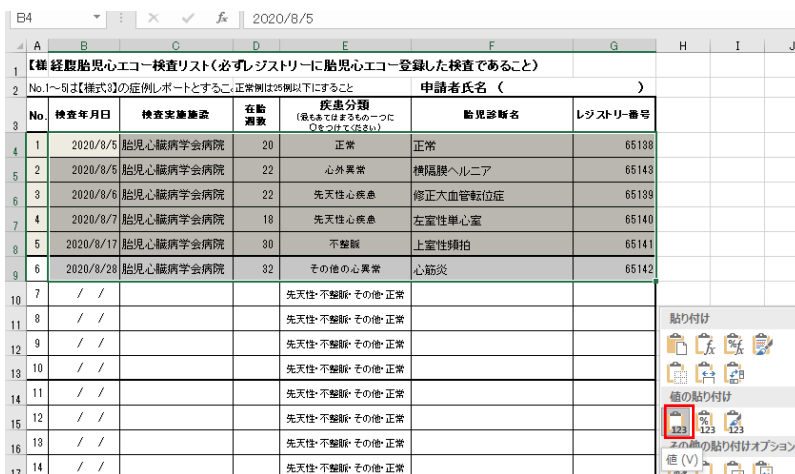 B4 fx 2020/8/5
A B C D E F G H I J
1 【様 経腹胎児心エコー検査リスト(必ずレジストリーに胎児心エコー登録した検査であること)
2 No.1~5は【様式3】の症例レポートとするこ 正常例は25例以下にすること 申請者氏名 ( )
3 No. 検査年月日 検査実施施設 在胎週数 疾患分類 (最もあてはまるもの一つに○をつけてください) 胎児診断名 レジストリー番号
4 1 2020/8/5 胎児心臓病学会病院 20 正常 正常 65138
5 2 2020/8/5 胎児心臓病学会病院 22 心外異常 横隔膜ヘルニア 65143
6 3 2020/8/6 胎児心臓病学会病院 22 先天性心疾患 修正大血管転位症 65139
7 4 2020/8/7 胎児心臓病学会病院 18 先天性心疾患 左室性単心室 65140
8 5 2020/8/17 胎児心臓病学会病院 30 不整脈 上室性頻拍 65141
9 6 2020/8/28 胎児心臓病学会病院 32 その他の心異常 心筋炎 65142
10 7 / / 先天性・不整脈・その他・正常
11 8 / / 先天性・不整脈・その他・正常
12 9 / / 先天性・不整脈・その他・正常
13 10 / / 先天性・不整脈・その他・正常
14 11 / / 先天性・不整脈・その他・正常
15 12 / / 先天性・不整脈・その他・正常
16 13 / / 先天性・不整脈・その他・正常
17 14 / / 先天性・不整脈・その他・正常
貼り付け
fx %fx
値の貼り付け
123 %123 123
その他の貼り付けオプション
値 (V)